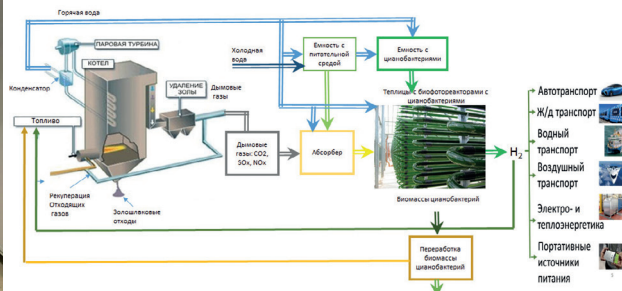 Горячая вода
ПАРОВАЯ ТУРБИНА
КОТЕЛ
Конденсатор
УДАЛЕНИЕ
ЗОЛЫ
Дымовые
газы
Топливо
Рекуперация
Отходящих
газов
Золошлаковые
отходы
Холодная
вода
Емкость с
питательной
средой
Емкость с
цианобактериями
Теплицы с биофотореакторами с
цианобактериями
Дымовые
газы: CO2,
SOx, NOx
Абсорбер
Биомассы цианобактерий
Переработка
биомассы
цианобактерий
H2
Автотранспорт
Ж/д транспорт
Водный
транспорт
Воздушный
транспорт
Электро- и
теплоэнергетика
Портативные
источники
питания